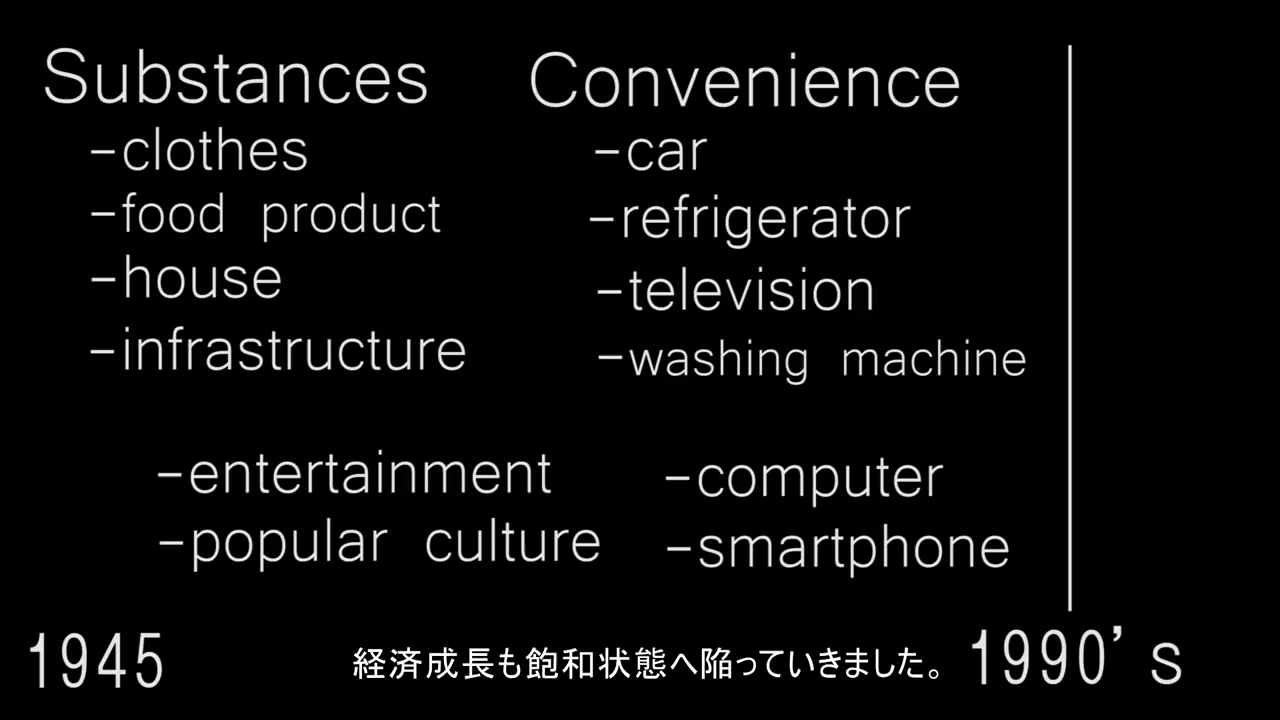 Substances
-clothes
-food product
-house
-infrastructure
Convenience
-car
-refrigerator
-television
-washing machine
-entertainment
-popular culture
-computer
-smartphone
1945
経済成長も飽和状態へ陥っていきました。
1990's